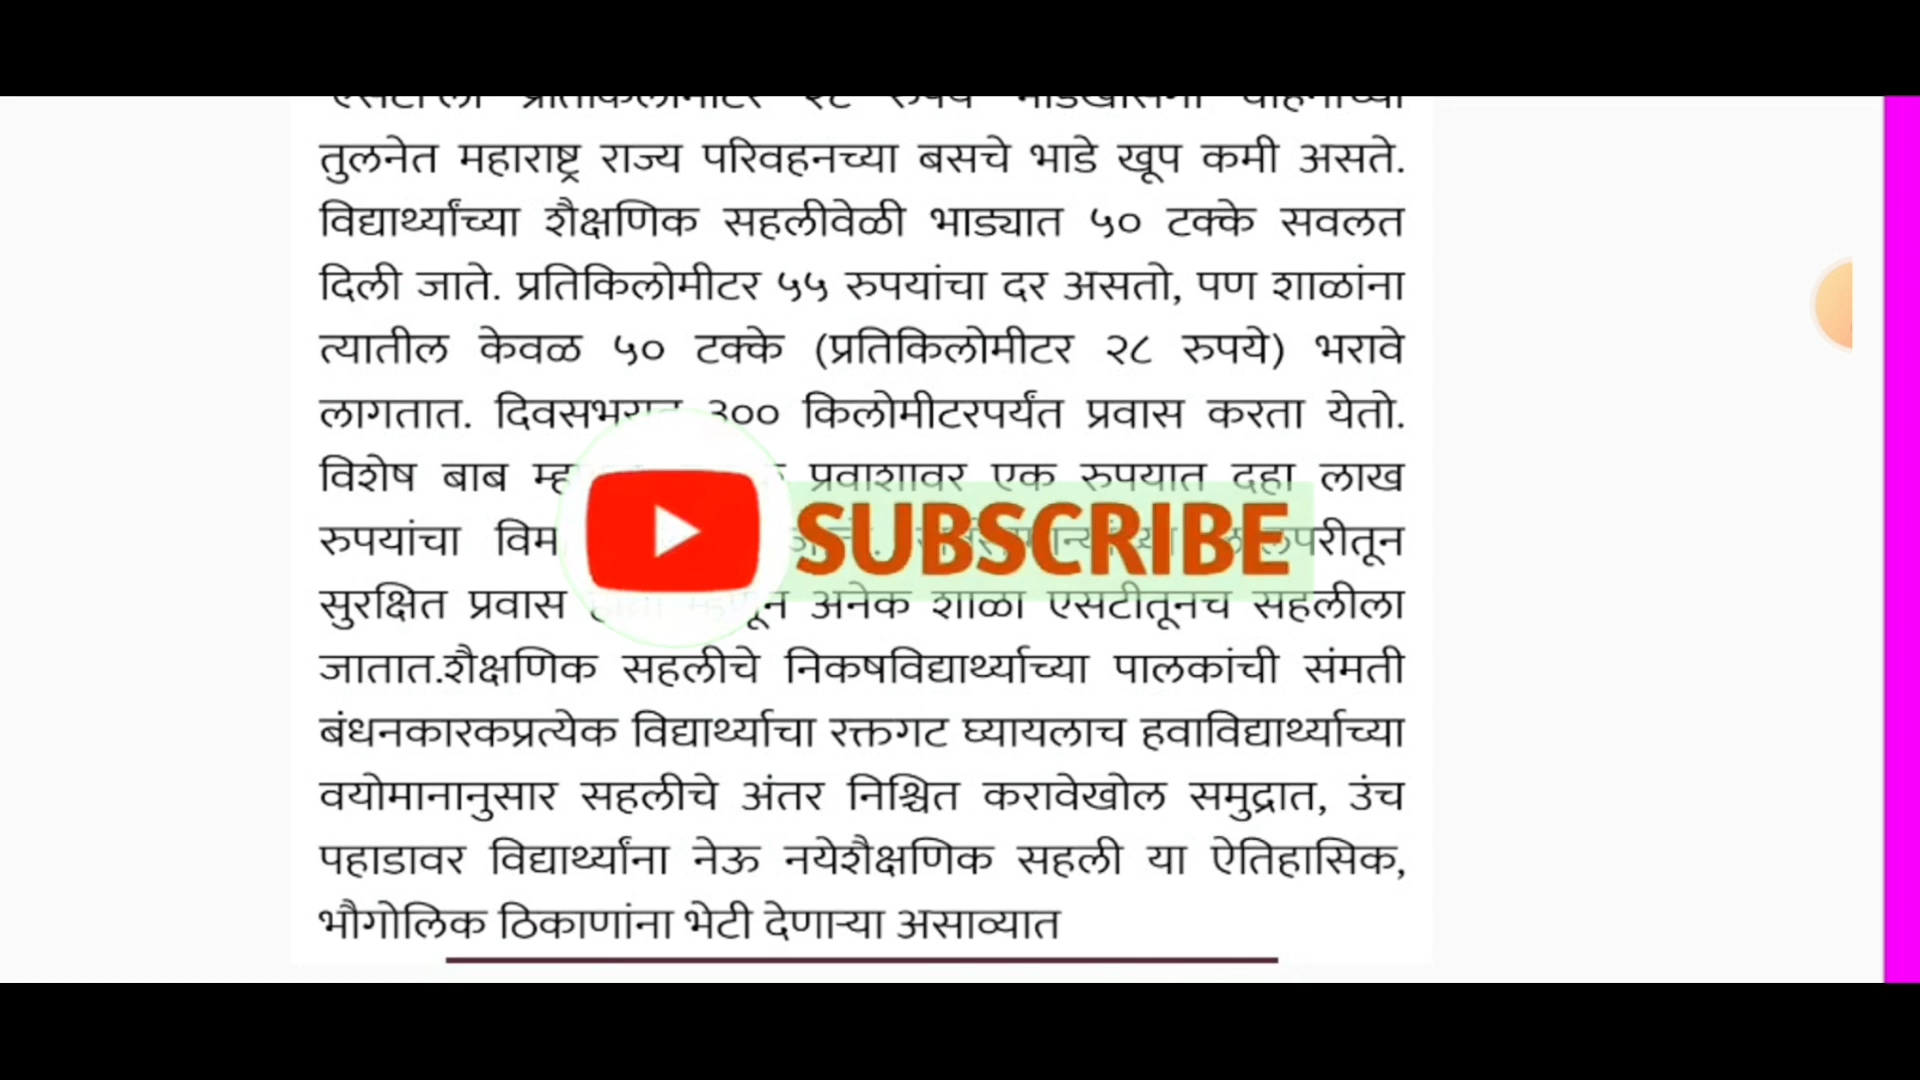 तुलनेत महाराष्ट्र राज्य परिवहनच्या बसचे भाडे खूप कमी असते.
विद्यार्थ्यांच्या शैक्षणिक सहलीवेळी भाड्यात ५० टक्के सवलत
दिली जाते. प्रतिकिलोमीटर ५५ रुपयांचा दर असतो, पण शाळांना
त्यातील केवळ ५० टक्के (प्रतिकिलोमीटर २८ रुपये) भरावे
लागतात. ३०० किलोमीटरपर्यंत प्रवास करता येतो.
विशेष बाब प्रवाशावर एक रुपयात दहा लाख
रुपयांचा
SUBSCRIBE
सुरक्षित प्रवास अनेक शाळा एसटीतूनच सहलीला
जातात.शैक्षणिक सहलीचे निकषविद्यार्थ्याच्या पालकांची संमती
बंधनकारकप्रत्येक विद्यार्थ्याचा रक्तगट घ्यायलाच हवाविद्यार्थ्याच्या
वयोमानानुसार सहलीचे अंतर निश्चित करावेखोल समुद्रात, उंच
पहाडावर विद्यार्थ्यांना नेऊ नयेशैक्षणिक सहली या ऐतिहासिक,
भौगोलिक ठिकाणांना भेटी देणाऱ्या असाव्यात